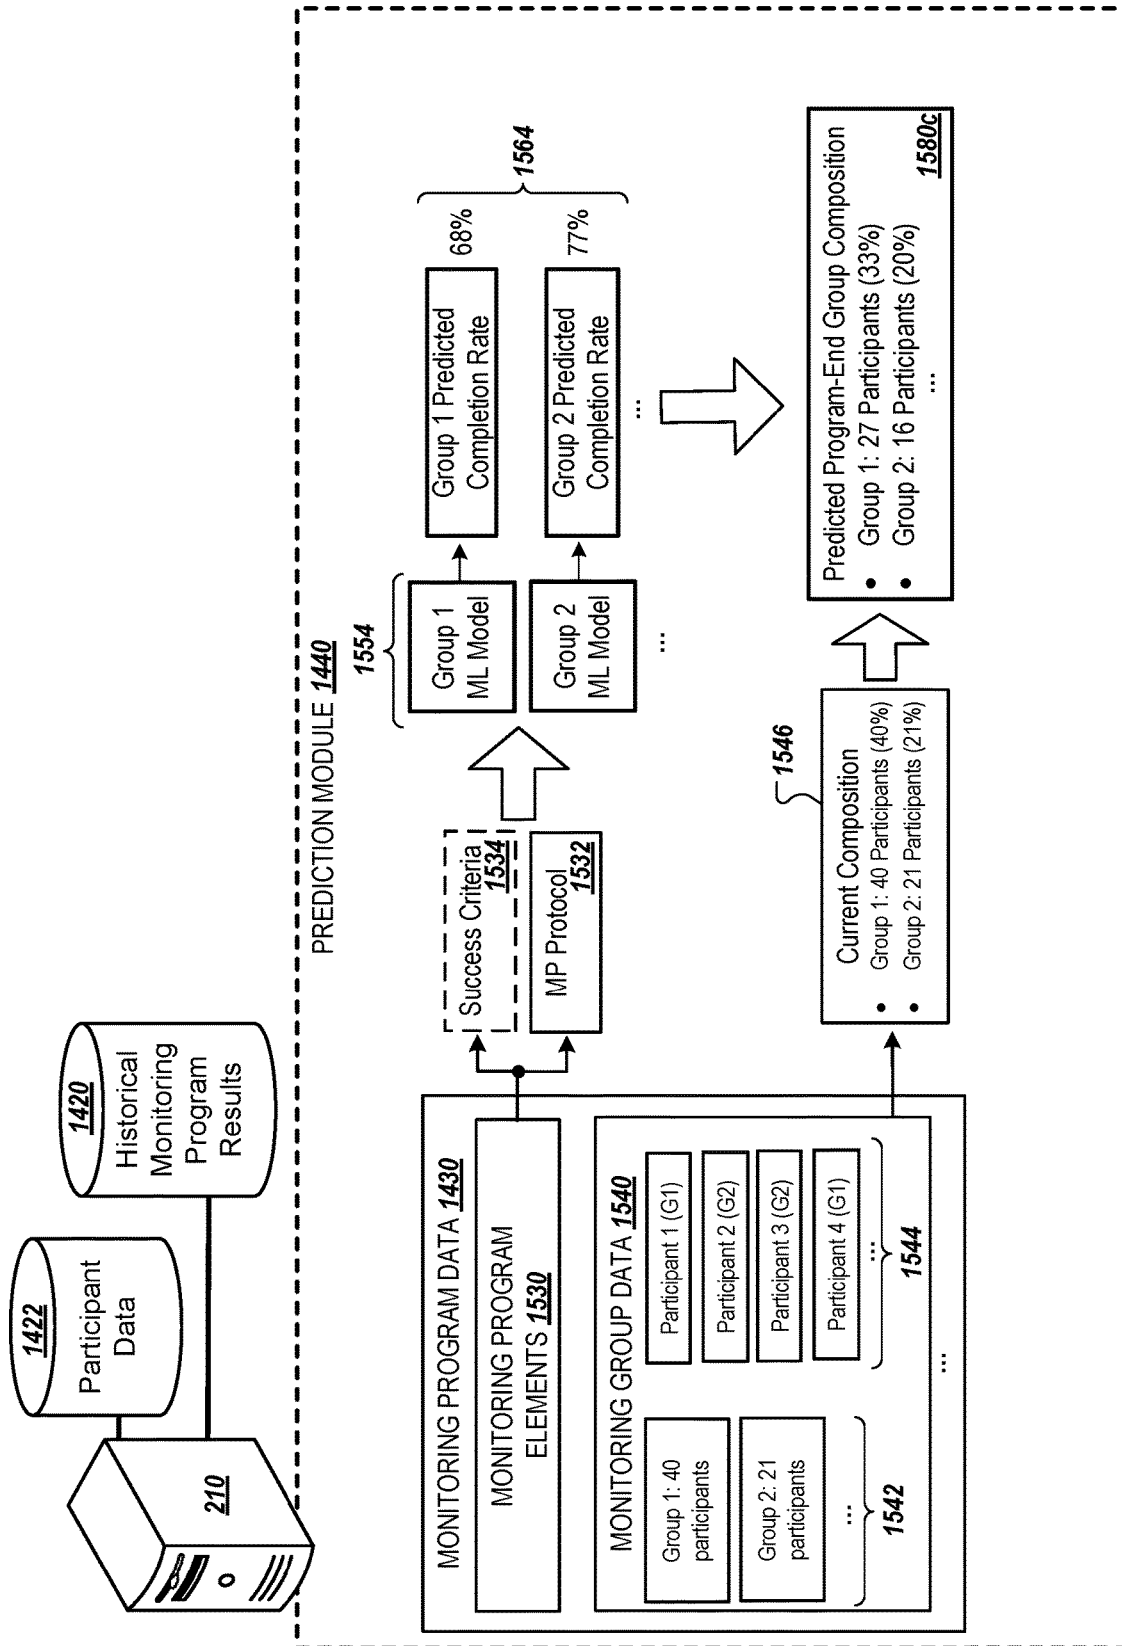 1422
Participant
Data
1420
Historical
Monitoring
Program
Results
210
PREDICTION MODULE 1440
MONITORING PROGRAM DATA 1430
MONITORING PROGRAM
ELEMENTS 1530
MONITORING GROUP DATA 1540
Group 1: 40
participants
Group 2: 21
participants
...
1542
Participant 1 (G1)
Participant 2 (G2)
Participant 3 (G2)
Participant 4 (G1)
...
1544
...
Success Criteria
1534
MP Protocol
1532
1554
Group 1
ML Model
Group 2
ML Model
...
Group 1 Predicted
Completion Rate
68%
Group 2 Predicted
Completion Rate
77%
...
1564
1546
Current Composition
• Group 1: 40 Participants (40%)
• Group 2: 21 Participants (21%)
Predicted Program-End Group Composition
• Group 1: 27 Participants (33%)
• Group 2: 16 Participants (20%)
...
1580c